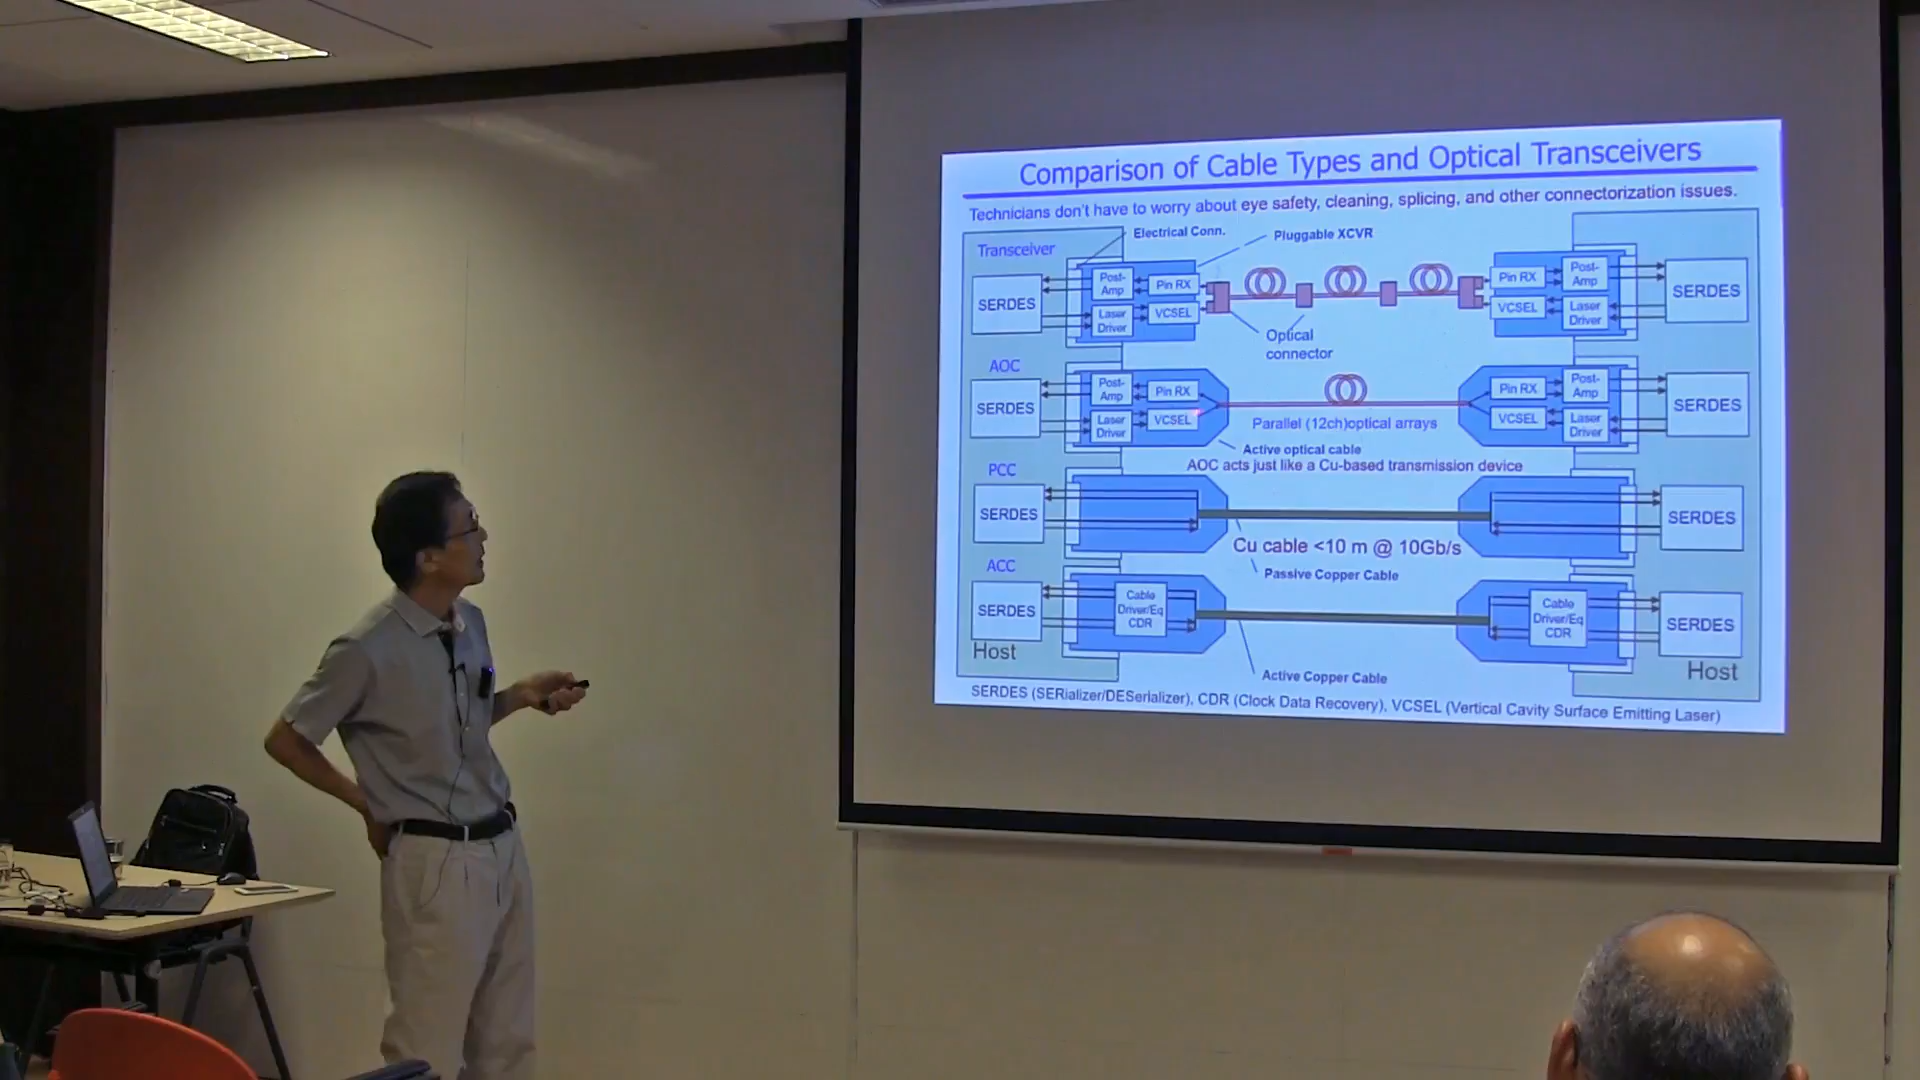 Comparison of Cable Types and Optical Transceivers
Technicians don't have to worry about eye safety, cleaning, splicing, and other connectorization issues.
Transceiver
Electrical Conn.
Pluggable XCVR
SERDES
Post-
Amp
Pin RX
Laser
Driver
VCSEL
Optical
connector
Pin RX
Post-
Amp
VCSEL
Laser
Driver
SERDES
AOC
SERDES
Post-
Amp
Pin RX
Laser
Driver
VCSEL
Parallel (12ch)optical arrays
Pin RX
Post-
Amp
VCSEL
Laser
Driver
SERDES
Active optical cable
AOC acts just like a Cu-based transmission device
PCC
SERDES
SERDES
Cu cable <10 m @ 10Gb/s
Passive Copper Cable
ACC
SERDES
Cable
Driver/Eq
CDR
Cable
Driver/Eq
CDR
SERDES
Host
Active Copper Cable
Host
SERDES (SERializer/DESerializer), CDR (Clock Data Recovery), VCSEL (Vertical Cavity Surface Emitting Laser)